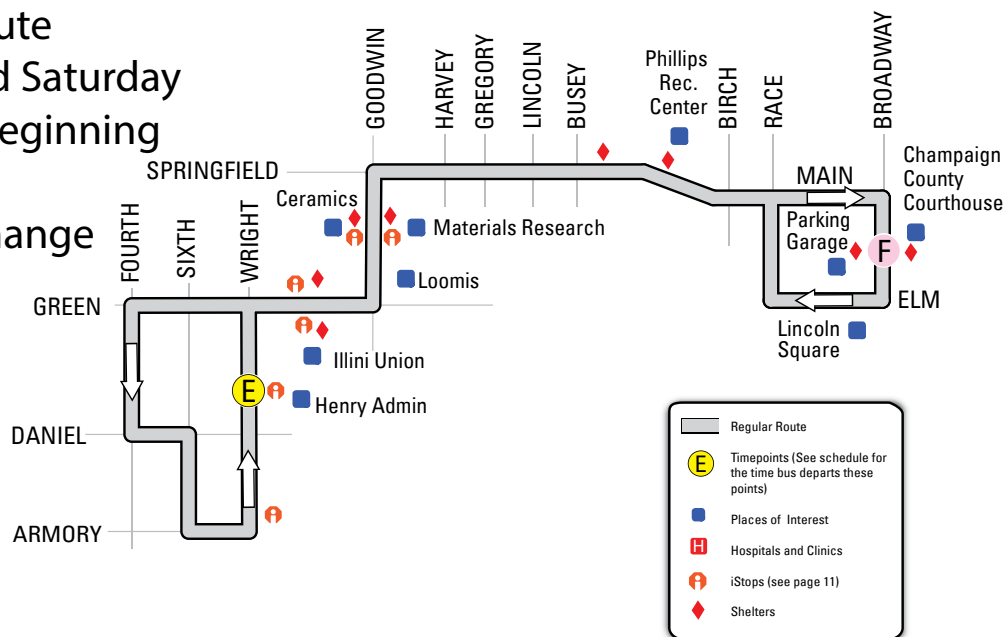 ute
d Saturday
eginning
ange
GOODWIN
HARVEY
GREGORY
LINCOLN
BUSEY
Phillips
Rec.
Center
BIRCH
RACE
BROADWAY
SPRINGFIELD
MAIN
Champaign
County
Courthouse
Ceramics
Materials Research
Parking
Garage
F
FOURTH
SIXTH
WRIGHT
Loomis
GREEN
ELM
Lincoln
Square
Illini Union
E
Henry Admin
DANIEL
ARMORY
Regular Route
E
Timepoints (See schedule for
the time bus departs these
points)
Places of Interest
H
Hospitals and Clinics
iStops (see page 11)
Shelters